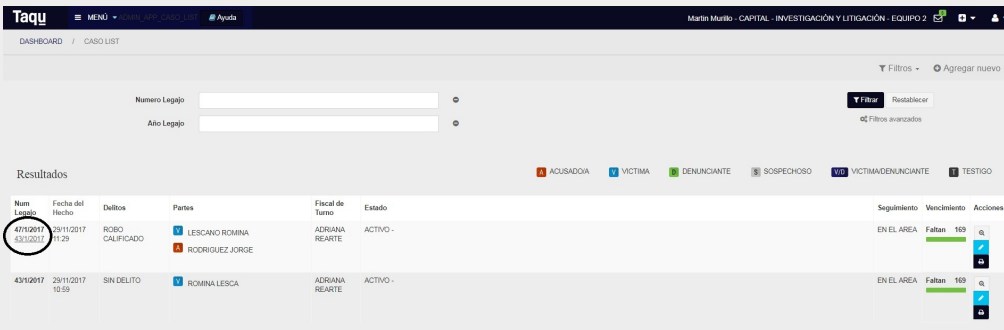 Taqu MENÚ ADMIN_APP_CASO_LIST Ayuda Martin Murillo - CAPITAL - INVESTIGACIÓN Y LITIGACIÓN - EQUIPO 2
DASHBOARD / CASO LIST
Filtros Agregar nuevo
Numero Legajo Filtrar Restablecer
Año Legajo Filtros avanzados
Resultados A ACUSADO/A V VICTIMA D DENUNCIANTE S SOSPECHOSO V/D VICTIMA/DENUNCIANTE T TESTIGO
Num Legajo Fecha del Hecho Delitos Partes Fiscal de Turno Estado Seguimiento Vencimiento Acciones
47/1/2017 29/11/2017 ROBO V LESCANO ROMINA ADRIANA ACTIVO - EN EL AREA Faltan 169
43/1/2017 11:29 CALIFICADO A RODRIGUEZ JORGE REARTE
43/1/2017 29/11/2017 SIN DELITO V ROMINA LESCA ADRIANA ACTIVO - EN EL AREA Faltan 169
10:59 REARTE